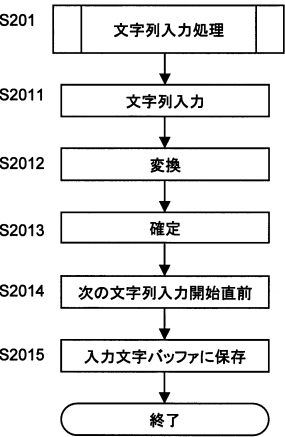 S201 文字列入力処理
S2011 文字列入力
S2012 変換
S2013 確定
S2014 次の文字列入力開始直前
S2015 入力文字バッファに保存
終了